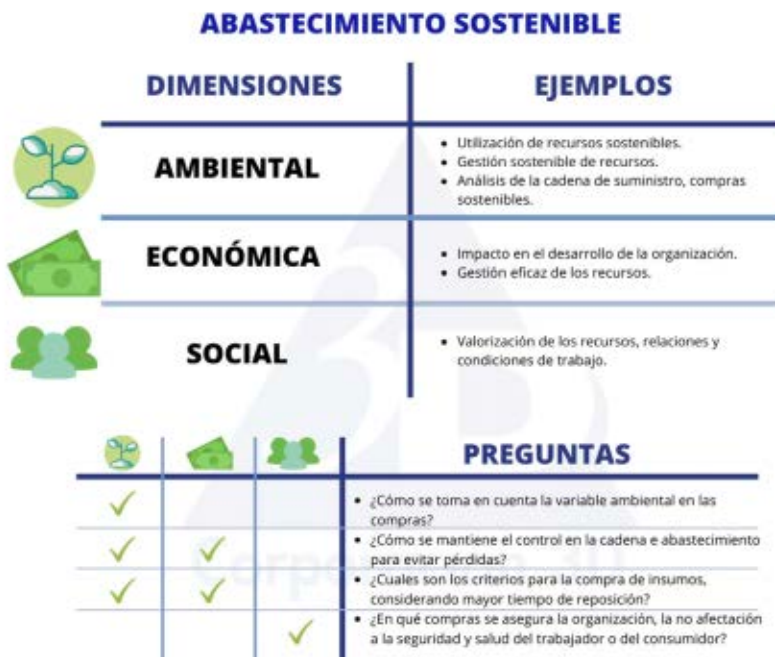 ABASTECIMIENTO SOSTENIBLE
DIMENSIONES
EJEMPLOS
AMBIENTAL
• Utilización de recursos sostenibles.
• Gestión sostenible de recursos.
• Análisis de la cadena de suministro, compras
sostenibles.
ECONÓMICA
• Impacto en el desarrollo de la organización.
• Gestión eficaz de los recursos.
SOCIAL
• Valorización de los recursos, relaciones y
condiciones de trabajo.
PREGUNTAS
• ¿Cómo se toma en cuenta la variable ambiental en las
compras?
• ¿Cómo se mantiene el control en la cadena e abastecimiento
para evitar pérdidas?
• ¿Cuales son los criterios para la compra de insumos,
considerando mayor tiempo de reposición?
• ¿En qué compras se asegura la organización, la no afectación
a la seguridad y salud del trabajador o del consumidor?